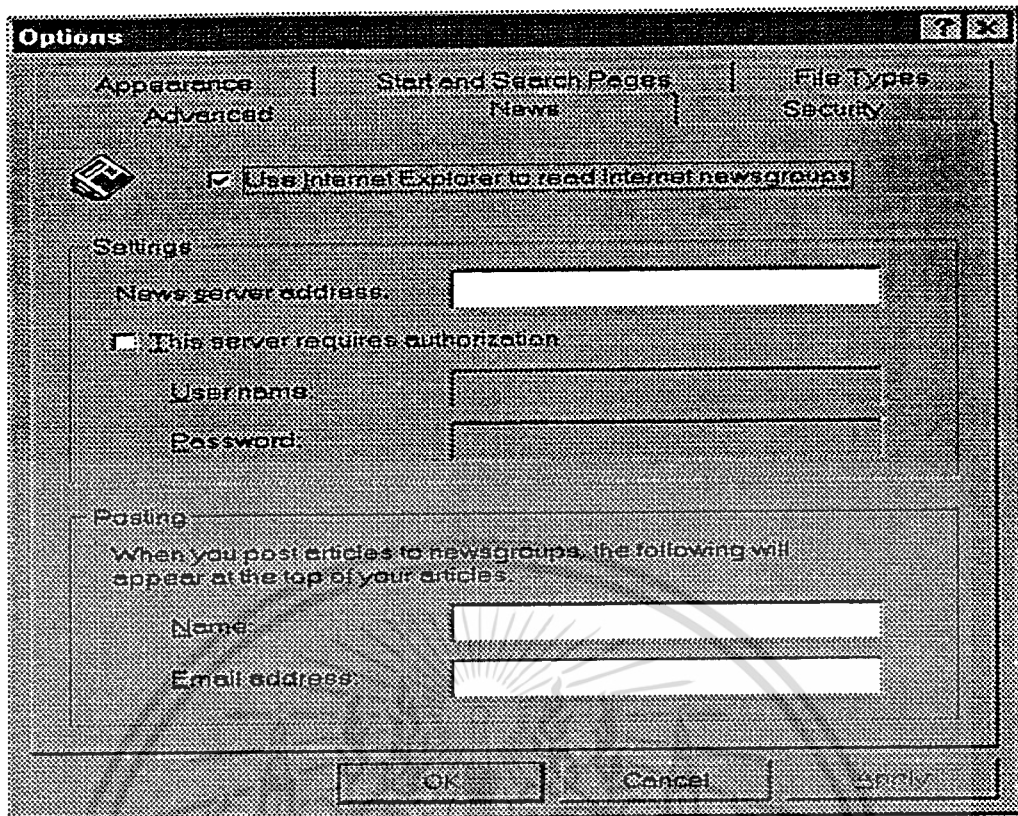 Options
Appearance Start and Search Pages File Types
Advanced News Security
Use Internet Explorer to read Internet newsgroups
Settings
News server address:
This server requires authorization
Username:
Password:
Posting
When you post articles to newsgroups, the following will
appear at the top of your articles.
Name:
Email address:
OK Cancel Apply